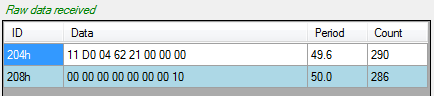 Raw data received
ID Data Period Count
204h 11 D0 04 62 21 00 00 00 49.6 290
208h 00 00 00 00 00 00 00 10 50.0 286